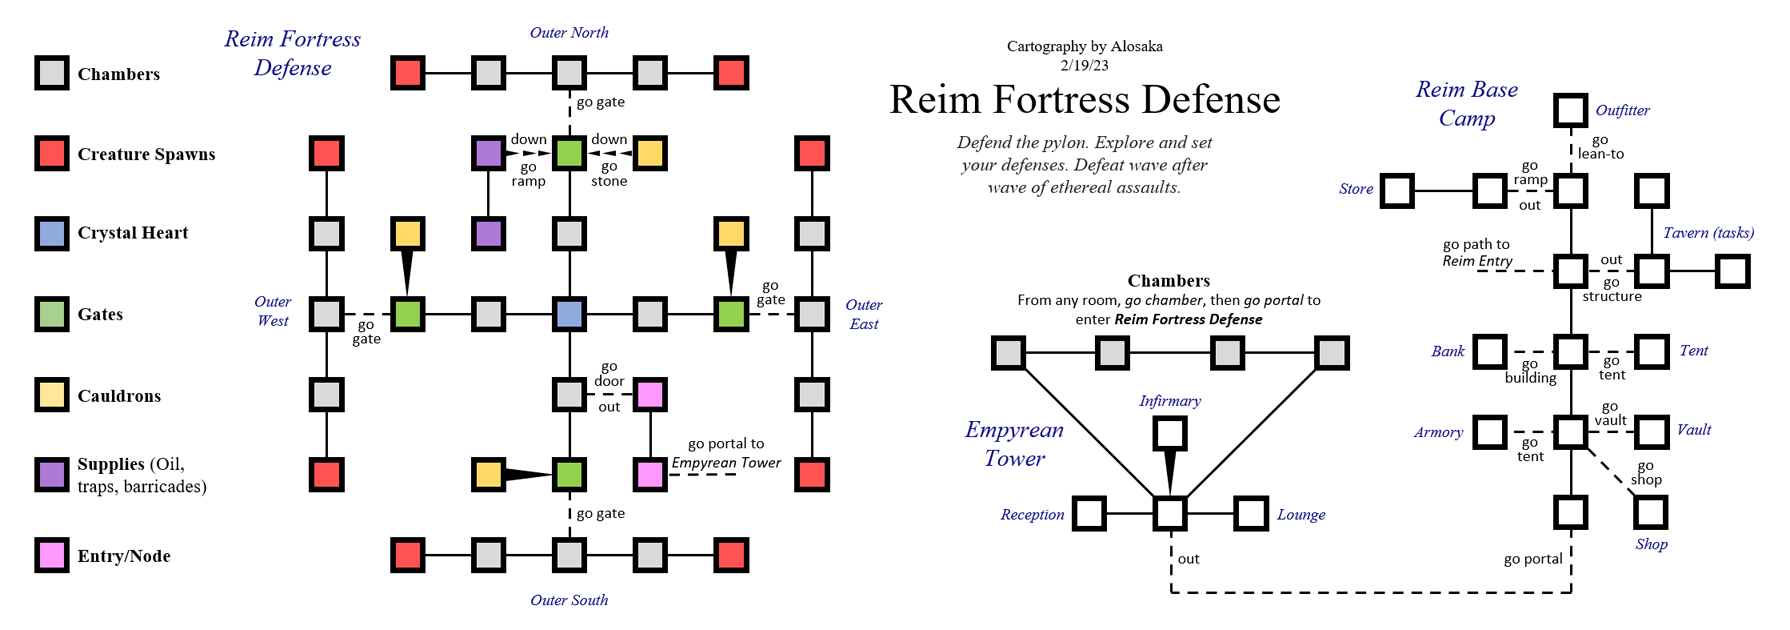 Reim Fortress
Defense
Chambers
Creature Spawns
Crystal Heart
Gates
Cauldrons
Supplies (Oil,
traps, barricades)
Entry/Node
Outer North
go gate
down
go
ramp
down
go
stone
Outer
West
go
gate
go
gate
Outer
East
go
door
out
go portal to
Empyrean Tower
go gate
Outer South
Cartography by Alosaka
2/19/23
Reim Fortress Defense
Defend the pylon. Explore and set
your defenses. Defeat wave after
wave of ethereal assaults.
Chambers
From any room, go chamber, then go portal to
enter Reim Fortress Defense
Infirmary
Empyrean
Tower
Reception
Lounge
out
go portal
Reim Base
Camp
Outfitter
go
lean-to
Store
go
ramp
out
Tavern (tasks)
go path to
Reim Entry
out
go
structure
Bank
go
building
go
tent
Tent
Armory
go
tent
go
vault
Vault
go
shop
Shop